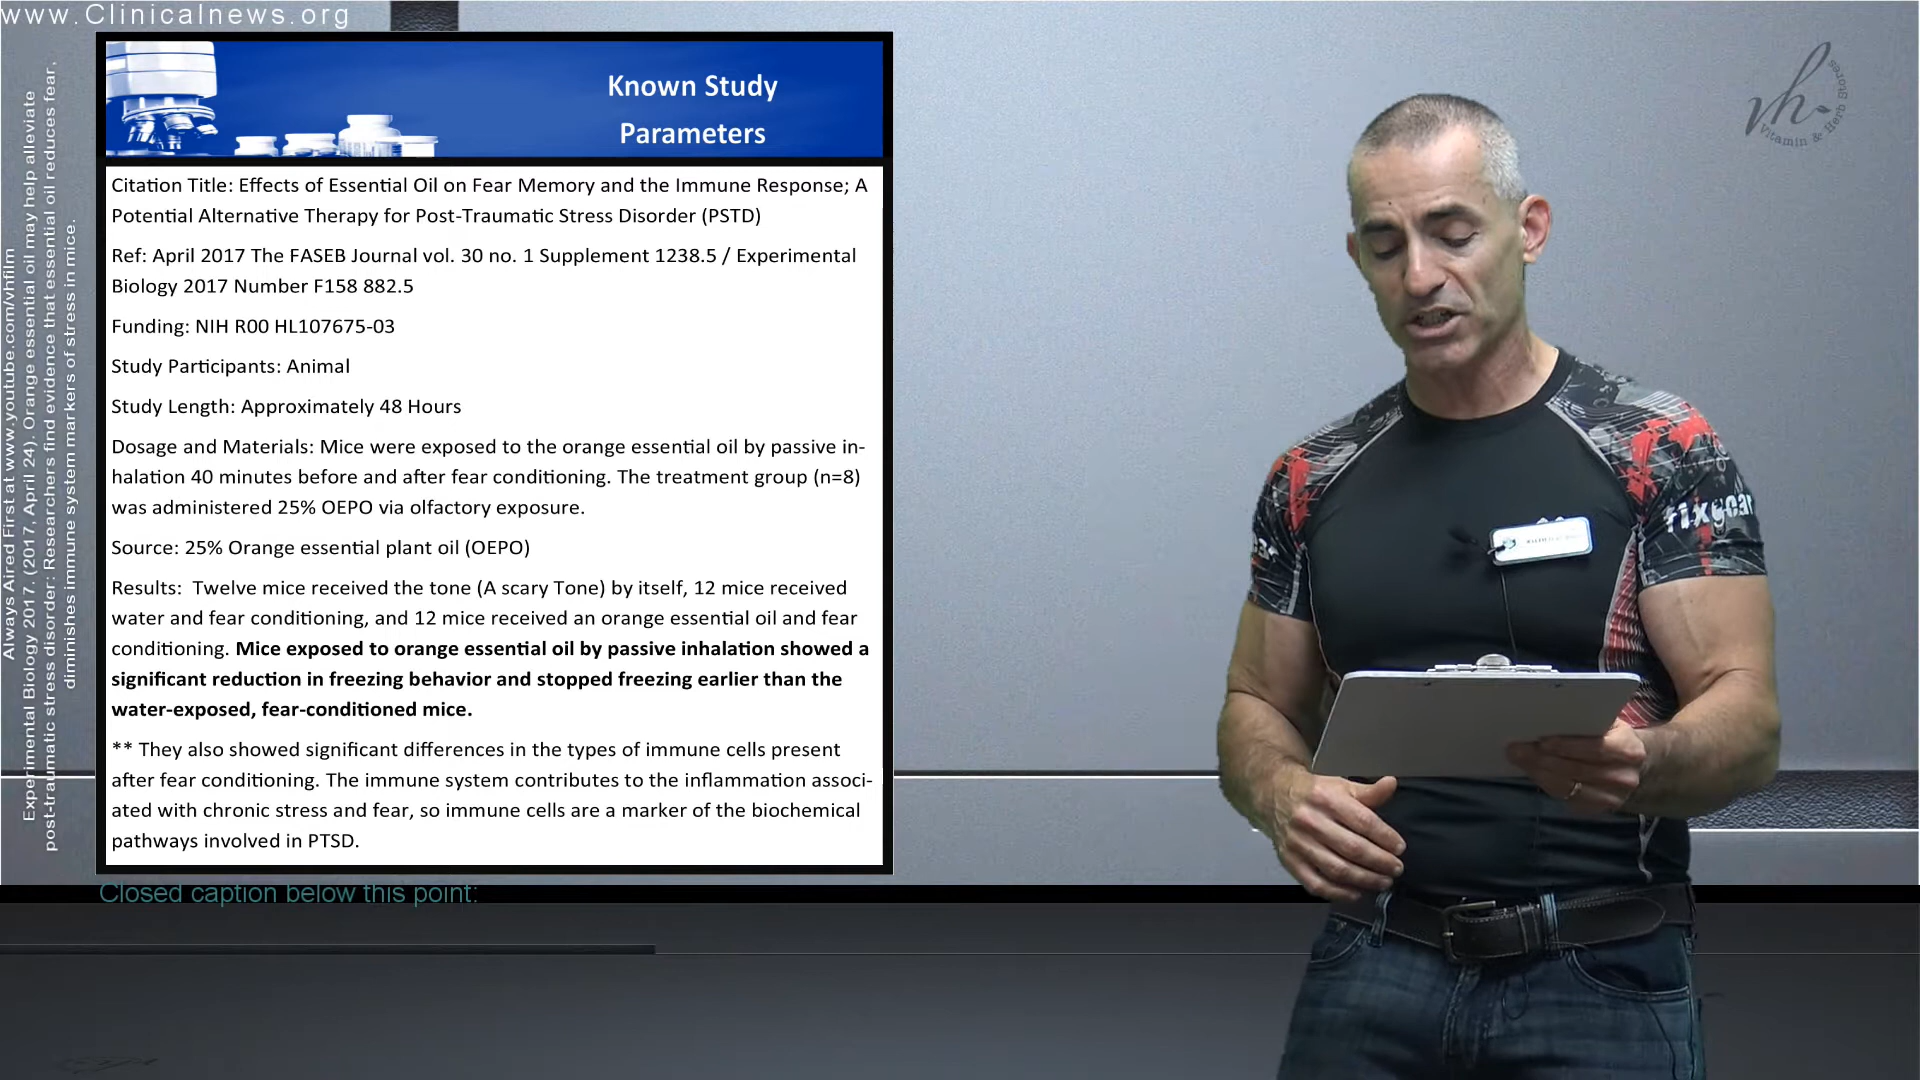 www.Clinicalnews.org
Always Aired First at www.youtube.com/vhfilm
Experimental Biology 2017. (2017, April 24). Orange essential oil may help alleviate
post-traumatic stress disorder: Researchers find evidence that essential oil reduces fear,
diminishes immune system markers of stress in mice.
Known Study
Parameters
Citation Title: Effects of Essential Oil on Fear Memory and the Immune Response; A
Potential Alternative Therapy for Post-Traumatic Stress Disorder (PSTD)
Ref: April 2017 The FASEB Journal vol. 30 no. 1 Supplement 1238.5 / Experimental
Biology 2017 Number F158 882.5
Funding: NIH R00 HL107675-03
Study Participants: Animal
Study Length: Approximately 48 Hours
Dosage and Materials: Mice were exposed to the orange essential oil by passive in-
halation 40 minutes before and after fear conditioning. The treatment group (n=8)
was administered 25% OEPO via olfactory exposure.
Source: 25% Orange essential plant oil (OEPO)
Results:  Twelve mice received the tone (A scary Tone) by itself, 12 mice received
water and fear conditioning, and 12 mice received an orange essential oil and fear
conditioning. Mice exposed to orange essential oil by passive inhalation showed a
significant reduction in freezing behavior and stopped freezing earlier than the
water-exposed, fear-conditioned mice.
** They also showed significant differences in the types of immune cells present
after fear conditioning. The immune system contributes to the inflammation associ-
ated with chronic stress and fear, so immune cells are a marker of the biochemical
pathways involved in PTSD.
Closed caption below this point:
vh
Vitamin & Herb Stores
fixgear